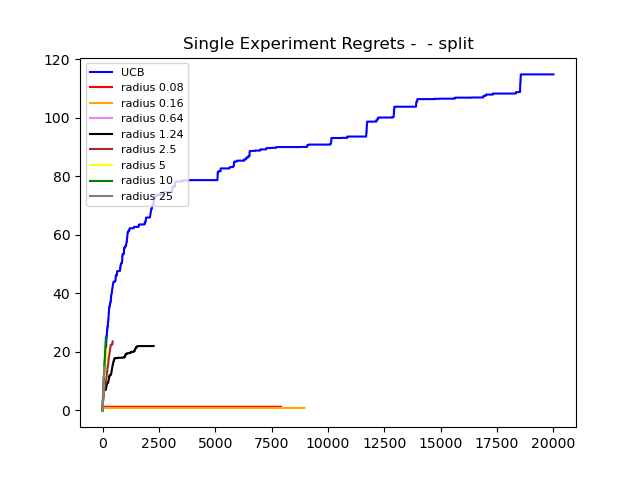 Single Experiment Regrets -  - split
120
100
80
60
40
20
0
UCB
radius 0.08
radius 0.16
radius 0.64
radius 1.24
radius 2.5
radius 5
radius 10
radius 25
0 2500 5000 7500 10000 12500 15000 17500 20000